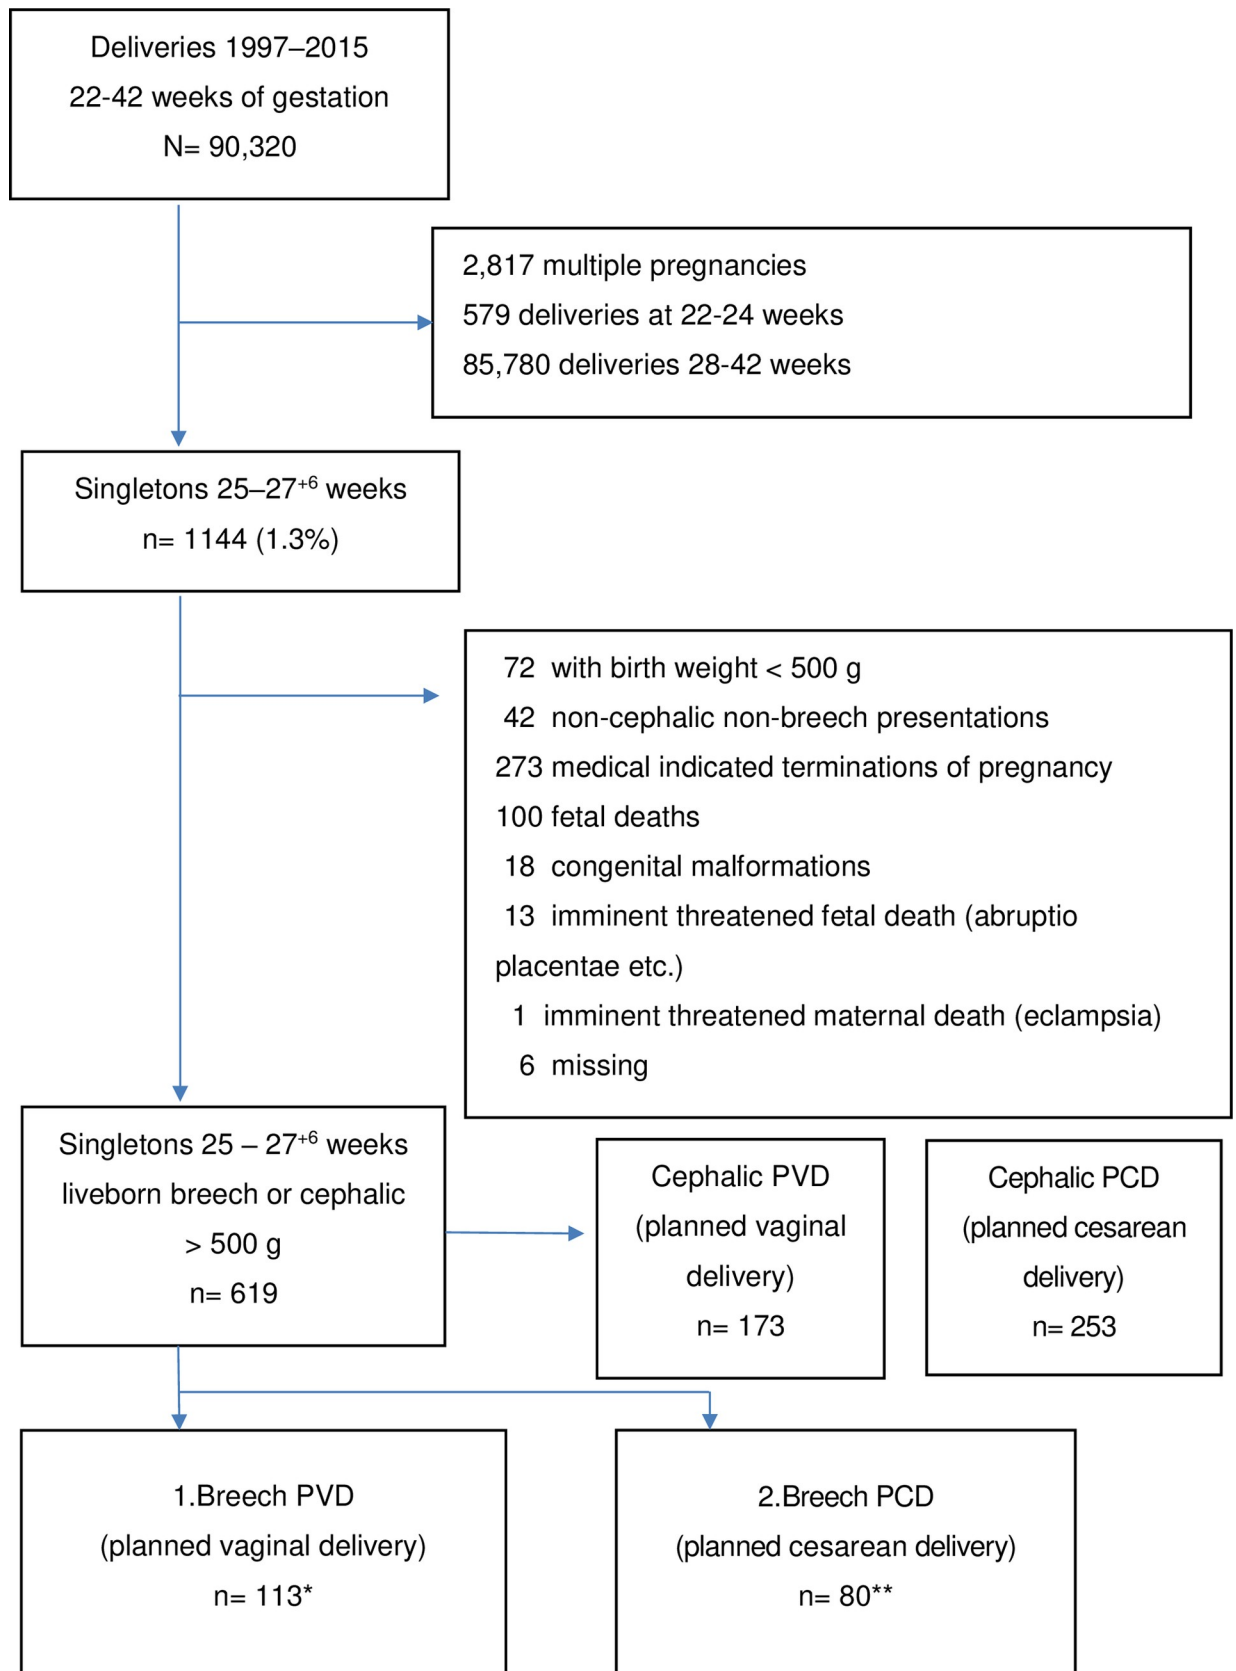 Deliveries 1997–2015
22-42 weeks of gestation
N= 90,320
2,817 multiple pregnancies
579 deliveries at 22-24 weeks
85,780 deliveries 28-42 weeks
Singletons 25–27⁺⁶ weeks
n= 1144 (1.3%)
72 with birth weight < 500 g
42 non-cephalic non-breech presentations
273 medical indicated terminations of pregnancy
100 fetal deaths
18 congenital malformations
13 imminent threatened fetal death (abruptio
placentae etc.)
1 imminent threatened maternal death (eclampsia)
6 missing
Singletons 25 – 27⁺⁶ weeks
liveborn breech or cephalic
> 500 g
n= 619
Cephalic PVD
(planned vaginal
delivery)
n= 173
Cephalic PCD
(planned cesarean
delivery)
n= 253
1.Breech PVD
(planned vaginal delivery)
n= 113*
2.Breech PCD
(planned cesarean delivery)
n= 80**